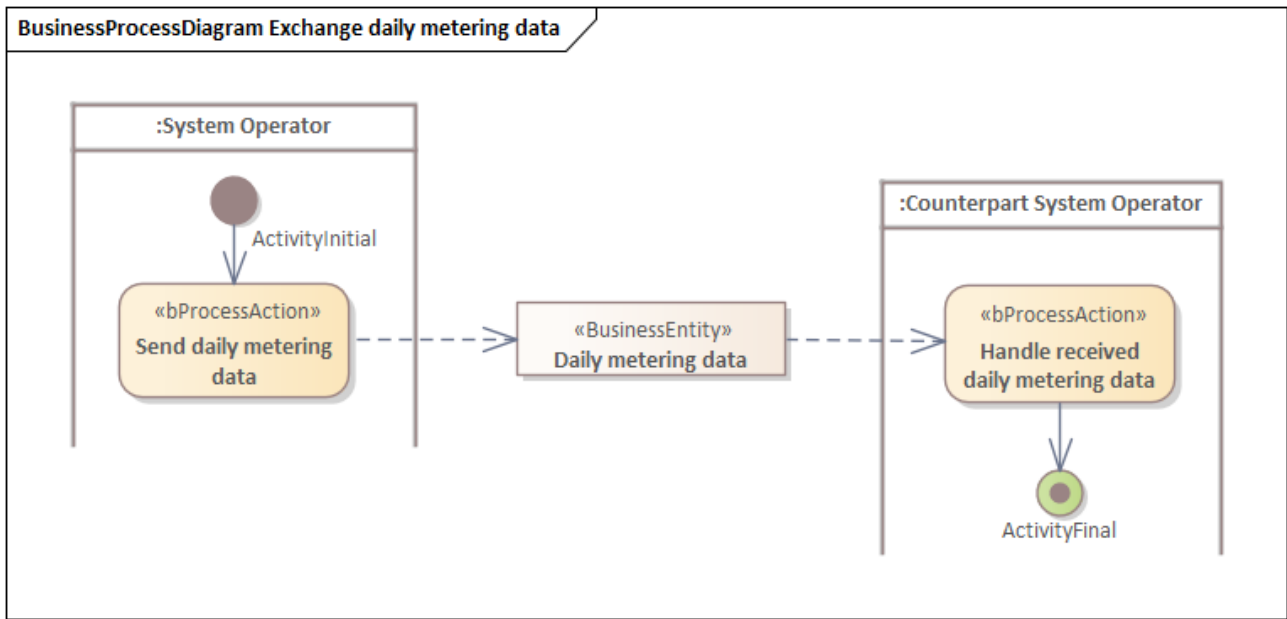 BusinessProcessDiagram Exchange daily metering data
:System Operator
ActivityInitial
«bProcessAction»
Send daily metering
data
«BusinessEntity»
Daily metering data
:Counterpart System Operator
«bProcessAction»
Handle received
daily metering data
ActivityFinal